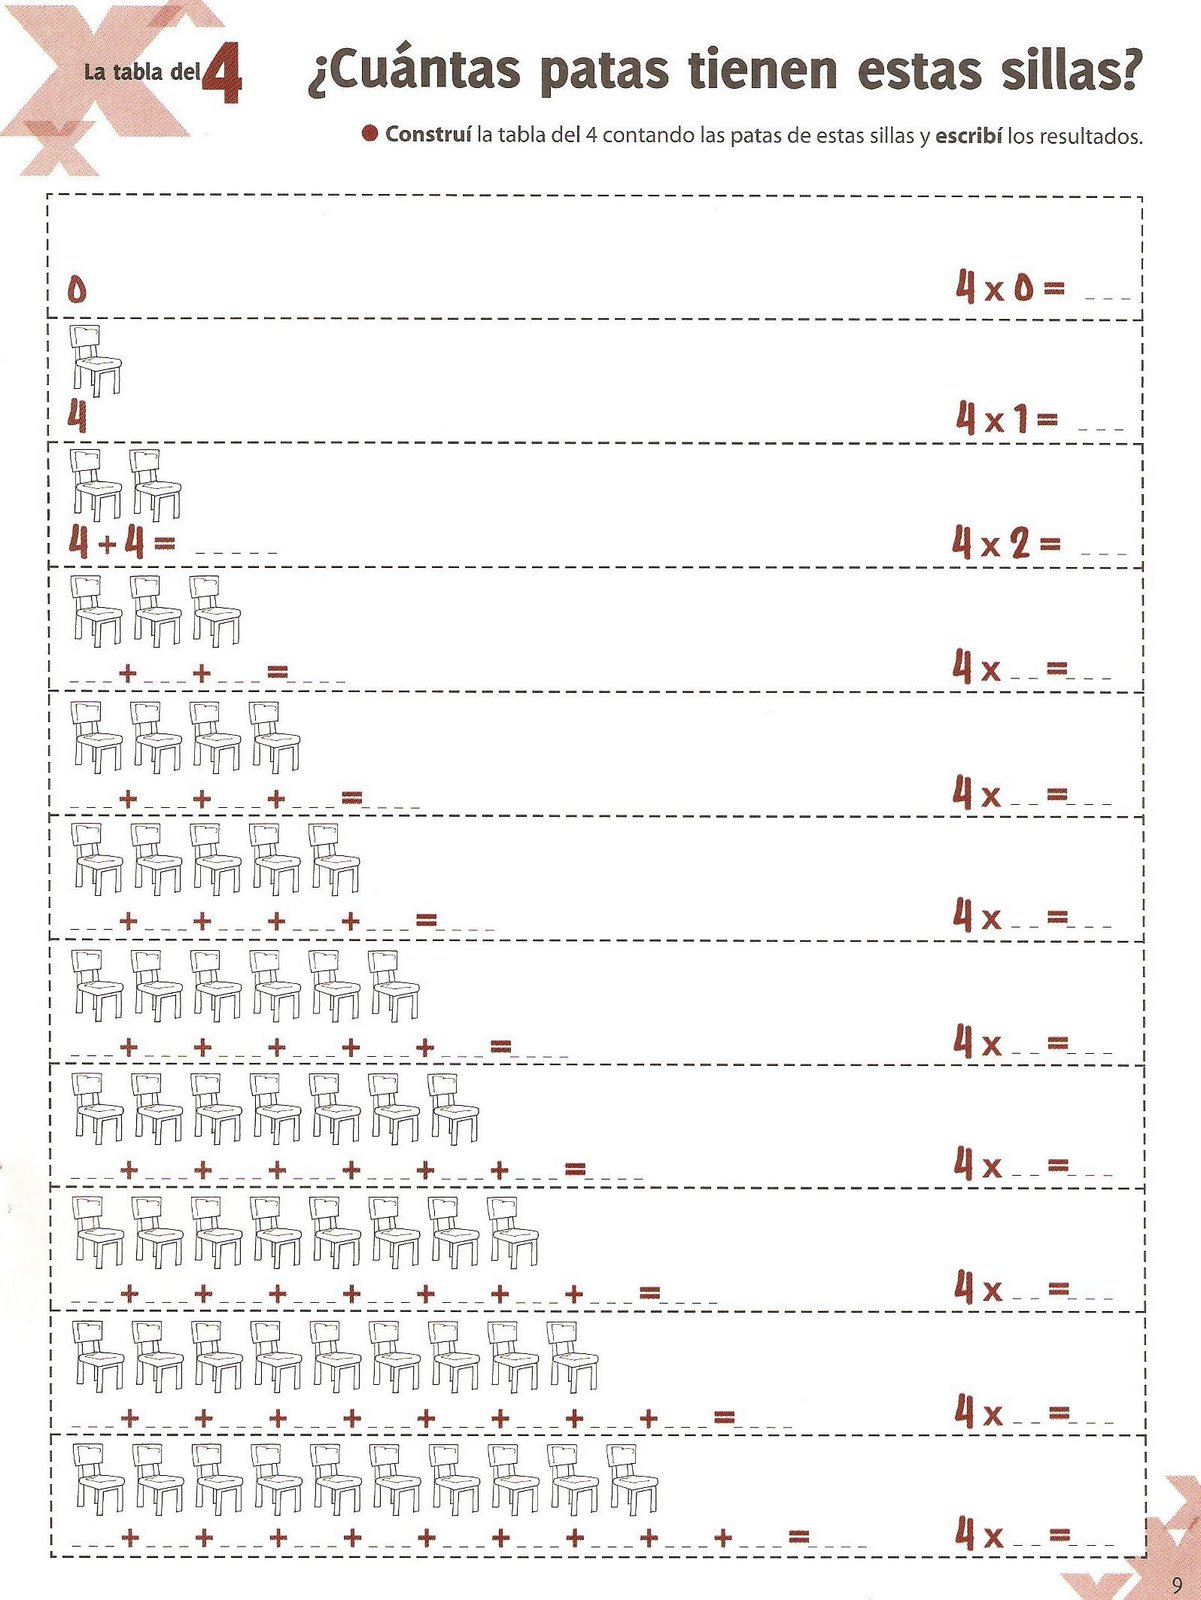 La tabla del 4
¿Cuántas patas tienen estas sillas?
● Construí la tabla del 4 contando las patas de estas sillas y escribí los resultados.
0 4 x 0 = _ _ _
4 4 x 1 = _ _ _
4 + 4 = _ _ _ _ _ 4 x 2 = _ _ _
_ _ _ + _ _ _ + _ _ _ = _ _ _ _ 4 x _ _ = _ _ _
_ _ _ + _ _ _ + _ _ _ + _ _ _ = _ _ _ _ 4 x _ _ = _ _ _
_ _ _ + _ _ _ + _ _ _ + _ _ _ + _ _ _ = _ _ _ _ 4 x _ _ = _ _ _
_ _ _ + _ _ _ + _ _ _ + _ _ _ + _ _ _ + _ _ _ = _ _ _ _ 4 x _ _ = _ _ _
_ _ _ + _ _ _ + _ _ _ + _ _ _ + _ _ _ + _ _ _ + _ _ _ = _ _ _ _ 4 x _ _ = _ _ _
_ _ _ + _ _ _ + _ _ _ + _ _ _ + _ _ _ + _ _ _ + _ _ _ + _ _ _ = _ _ _ _ 4 x _ _ = _ _ _
_ _ _ + _ _ _ + _ _ _ + _ _ _ + _ _ _ + _ _ _ + _ _ _ + _ _ _ + _ _ _ = _ _ _ _ 4 x _ _ = _ _ _
_ _ _ + _ _ _ + _ _ _ + _ _ _ + _ _ _ + _ _ _ + _ _ _ + _ _ _ + _ _ _ + _ _ _ = _ _ _ _ 4 x _ _ = _ _ _
9